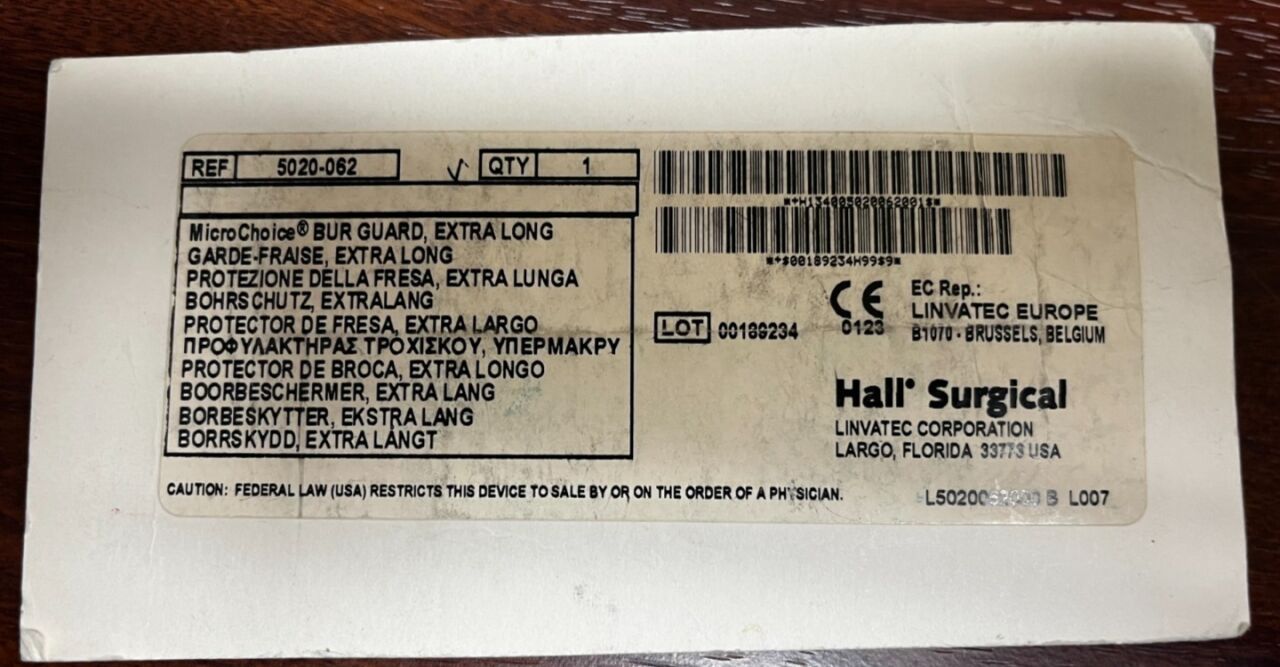 REF 5020-062 QTY 1
MicroChoice® BUR GUARD, EXTRA LONG
GARDE-FRAISE, EXTRA LONG
PROTEZIONE DELLA FRESA, EXTRA LUNGA
BOHRSCHUTZ, EXTRALANG
PROTECTOR DE FRESA, EXTRA LARGO
ΠΡΟΦΥΛΑΚΤΗΡΑΣ ΤΡΟΧΙΣΚΟΥ, ΥΠΕΡΜΑΚΡΥ
PROTECTOR DE BROCA, EXTRA LONGO
BOORBESCHERMER, EXTRA LANG
BORBESKYTTER, EKSTRA LANG
BORRSKYDD, EXTRA LÅNGT
*+H134005020062001$*
*+$00189234H99$9*
LOT 00189234
CE 0123
EC Rep.:
LINVATEC EUROPE
B1070 - BRUSSELS, BELGIUM
Hall® Surgical
LINVATEC CORPORATION
LARGO, FLORIDA 33773 USA
CAUTION: FEDERAL LAW (USA) RESTRICTS THIS DEVICE TO SALE BY OR ON THE ORDER OF A PHYSICIAN.
B L007